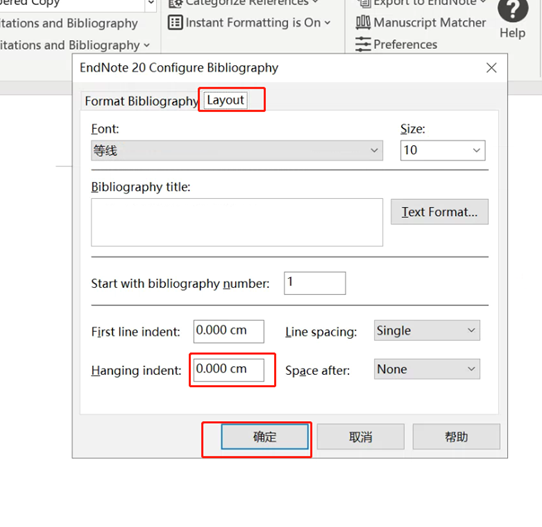 Categorize References
Export to EndNote
itations and Bibliography
Instant Formatting is On
Manuscript Matcher
itations and Bibliography
Preferences
Help
EndNote 20 Configure Bibliography
Format Bibliography
Layout
Font:
Size:
等线
10
Bibliography title:
Text Format...
Start with bibliography number:
1
First line indent:
0.000 cm
Line spacing:
Single
Hanging indent:
0.000 cm
Space after:
None
确定
取消
帮助